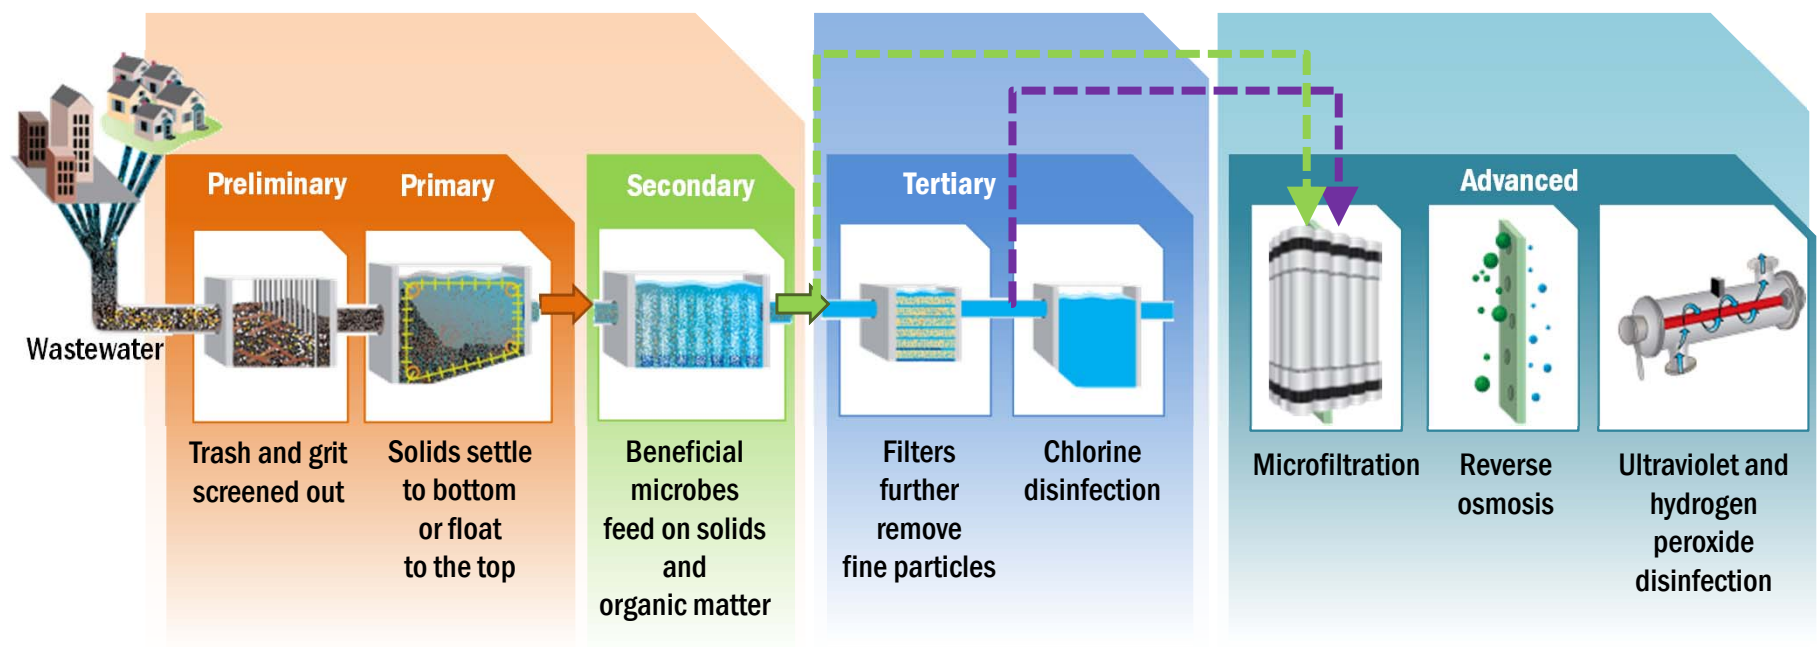 Preliminary
Primary
Secondary
Tertiary
Advanced
Wastewater
Trash and grit
screened out
Solids settle
to bottom
or float
to the top
Beneficial
microbes
feed on solids
and
organic matter
Filters
further
remove
fine particles
Chlorine
disinfection
Microfiltration
Reverse
osmosis
Ultraviolet and
hydrogen
peroxide
disinfection